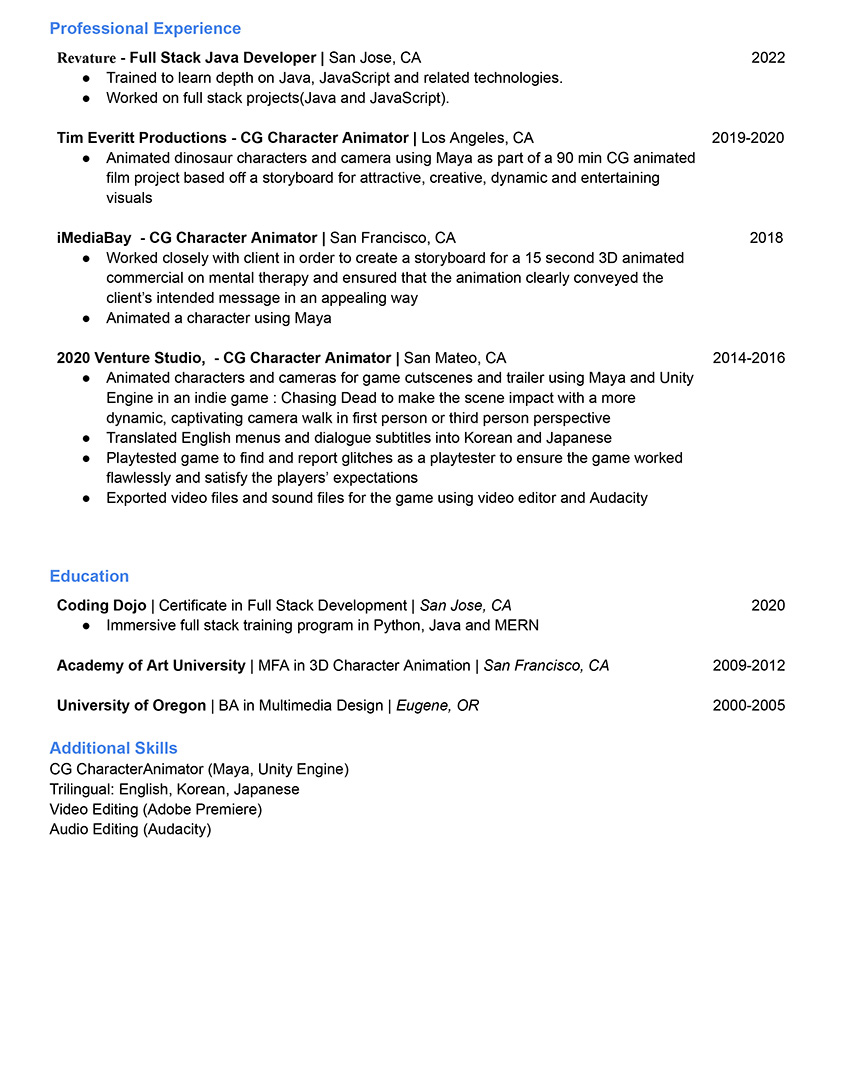 Professional Experience
Revature - Full Stack Java Developer | San Jose, CA 2022
● Trained to learn depth on Java, JavaScript and related technologies.
● Worked on full stack projects(Java and JavaScript).
Tim Everitt Productions - CG Character Animator | Los Angeles, CA 2019-2020
● Animated dinosaur characters and camera using Maya as part of a 90 min CG animated
film project based off a storyboard for attractive, creative, dynamic and entertaining
visuals
iMediaBay - CG Character Animator | San Francisco, CA 2018
● Worked closely with client in order to create a storyboard for a 15 second 3D animated
commercial on mental therapy and ensured that the animation clearly conveyed the
client's intended message in an appealing way
● Animated a character using Maya
2020 Venture Studio, - CG Character Animator | San Mateo, CA 2014-2016
● Animated characters and cameras for game cutscenes and trailer using Maya and Unity
Engine in an indie game : Chasing Dead to make the scene impact with a more
dynamic, captivating camera walk in first person or third person perspective
● Translated English menus and dialogue subtitles into Korean and Japanese
● Playtested game to find and report glitches as a playtester to ensure the game worked
flawlessly and satisfy the players' expectations
● Exported video files and sound files for the game using video editor and Audacity
Education
Coding Dojo | Certificate in Full Stack Development | San Jose, CA 2020
● Immersive full stack training program in Python, Java and MERN
Academy of Art University | MFA in 3D Character Animation | San Francisco, CA 2009-2012
University of Oregon | BA in Multimedia Design | Eugene, OR 2000-2005
Additional Skills
CG CharacterAnimator (Maya, Unity Engine)
Trilingual: English, Korean, Japanese
Video Editing (Adobe Premiere)
Audio Editing (Audacity)